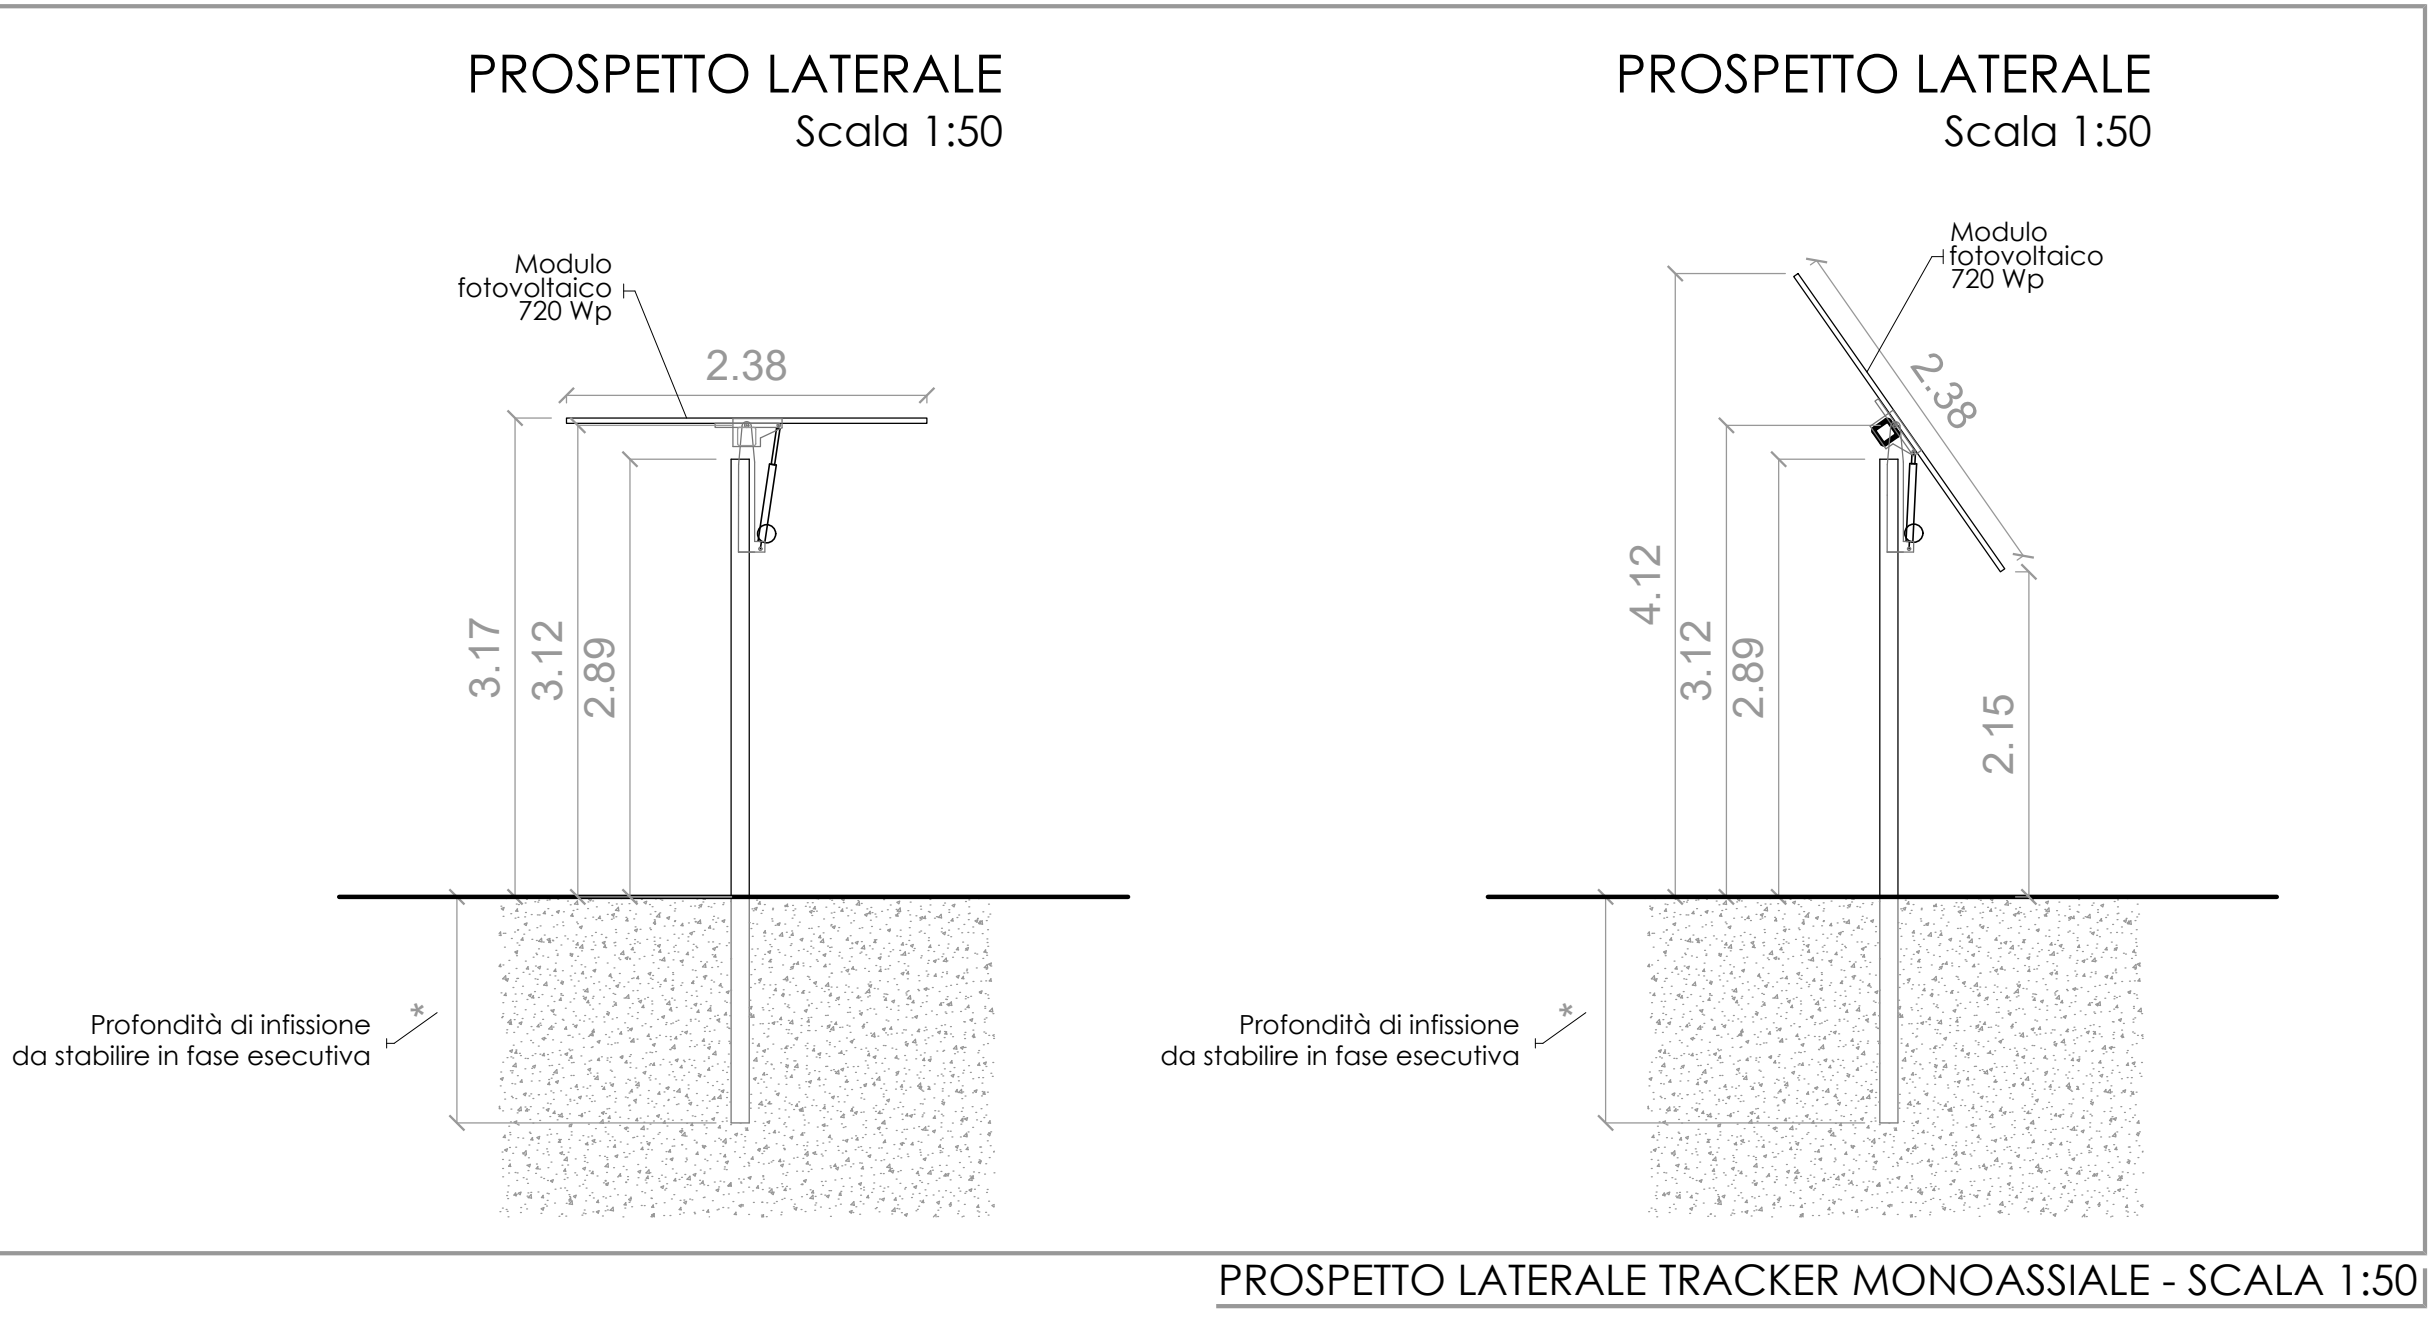 PROSPETTO LATERALE
Scala 1:50
Modulo
fotovoltaico
720 Wp
2.38
3.17
3.12
2.89
*
Profondità di infissione
da stabilire in fase esecutiva
PROSPETTO LATERALE
Scala 1:50
Modulo
fotovoltaico
720 Wp
2.38
4.12
3.12
2.89
2.15
*
Profondità di infissione
da stabilire in fase esecutiva
PROSPETTO LATERALE TRACKER MONOASSIALE - SCALA 1:50